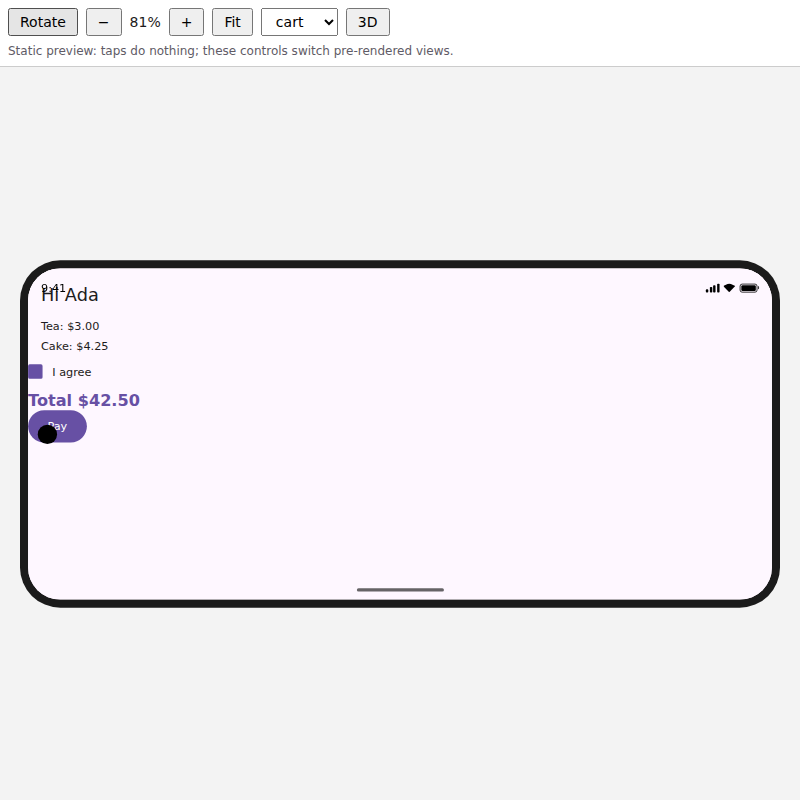 Rotate − 81% + Fit cart 3D
Static preview: taps do nothing; these controls switch pre-rendered views.
9:41
Hi Ada
Tea: $3.00
Cake: $4.25
I agree
Total $42.50
Pay